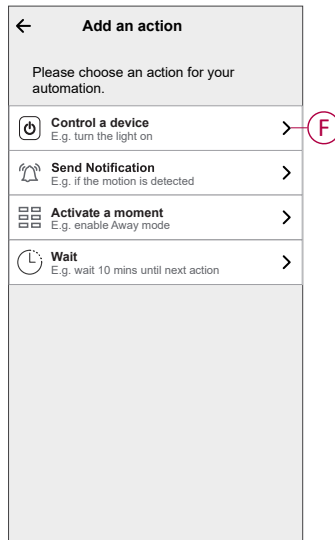 Add an action
Please choose an action for your
automation.
Control a device
E.g. turn the light on
F
Send Notification
E.g. if the motion is detected
Activate a moment
E.g. enable Away mode
Wait
E.g. wait 10 mins until next action